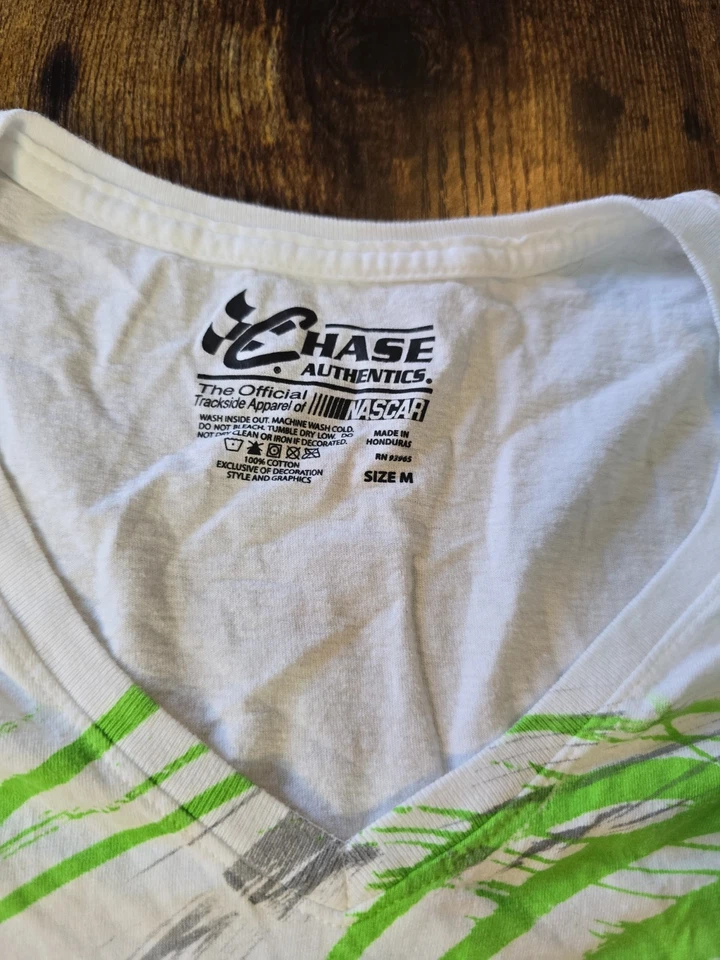 CHASE
AUTHENTICS.
The Official
Trackside Apparel of NASCAR
WASH INSIDE OUT. MACHINE WASH COLD.
DO NOT BLEACH. TUMBLE DRY LOW. DO
NOT DRY CLEAN OR IRON IF DECORATED.
100% COTTON
EXCLUSIVE OF DECORATION
STYLE AND GRAPHICS
MADE IN
HONDURAS
RN 93965
SIZE M